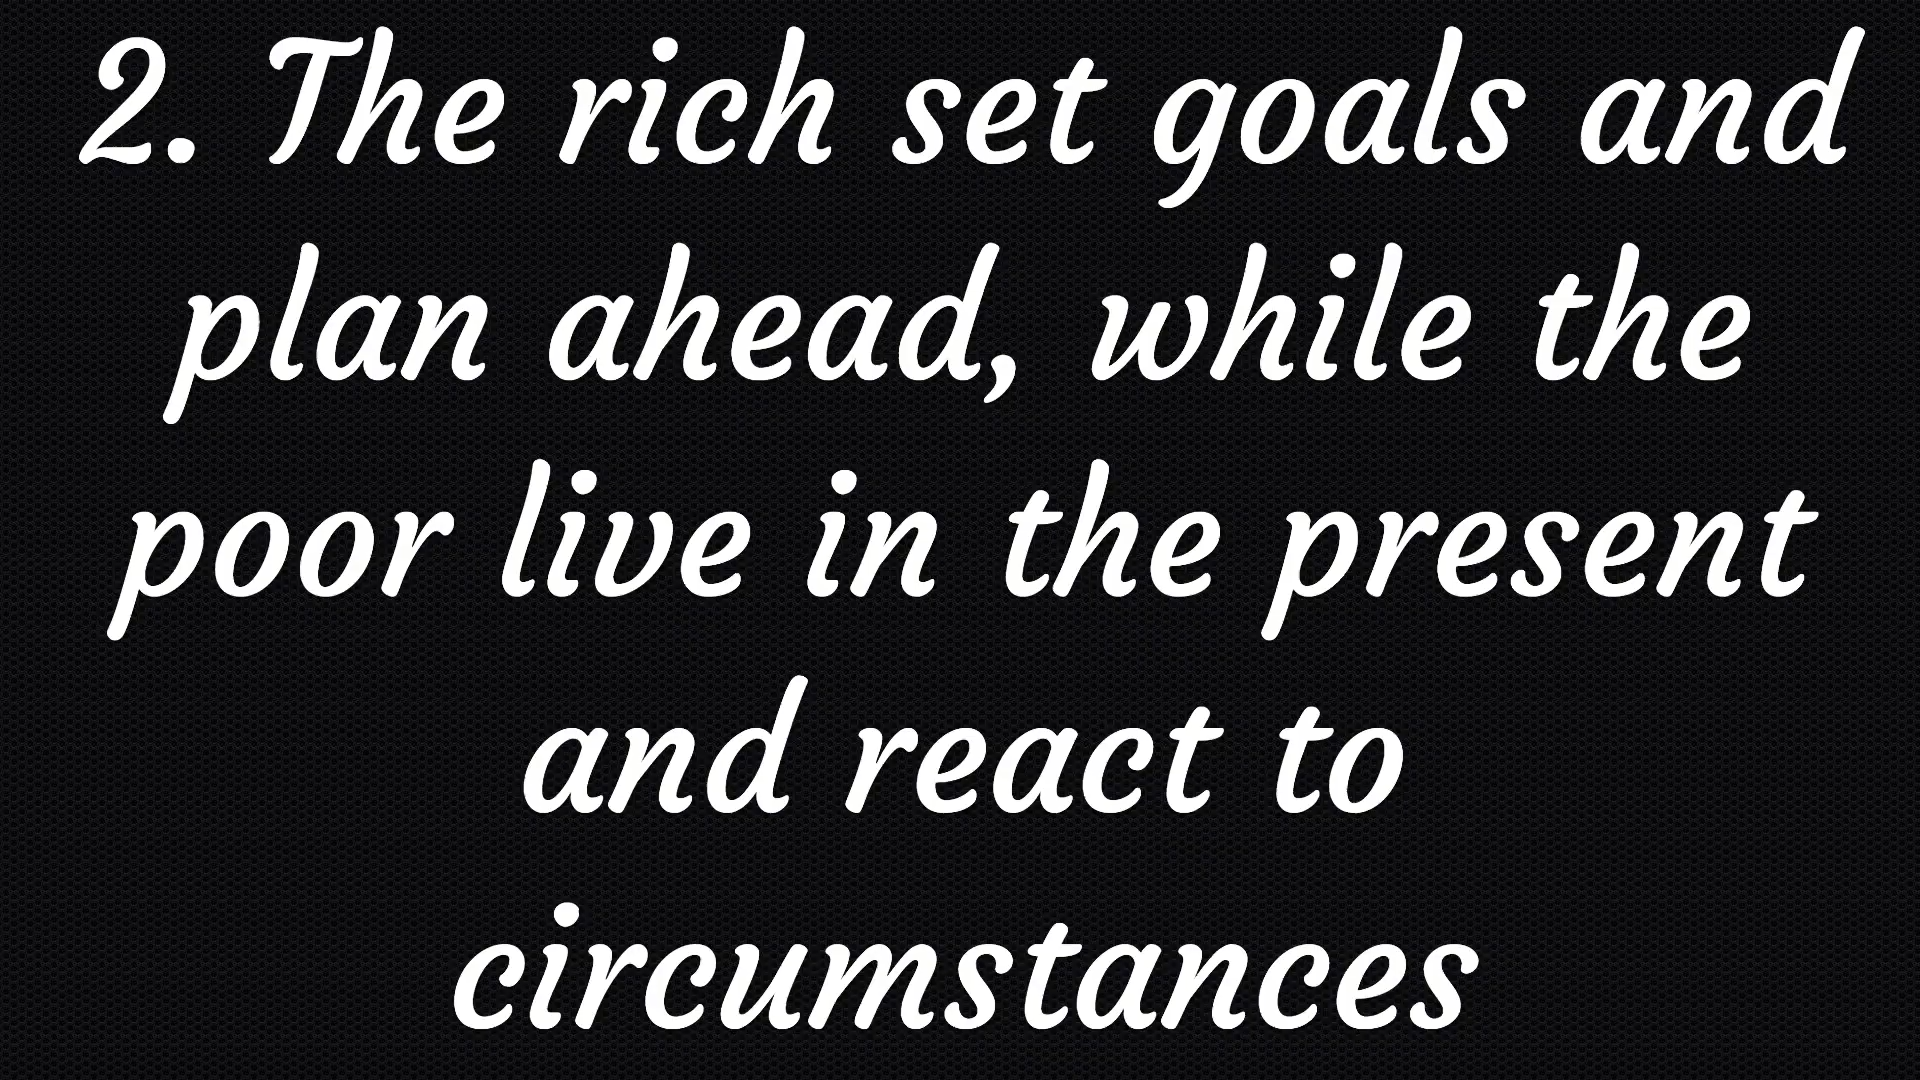 2. The rich set goals and
plan ahead, while the
poor live in the present
and react to
circumstances